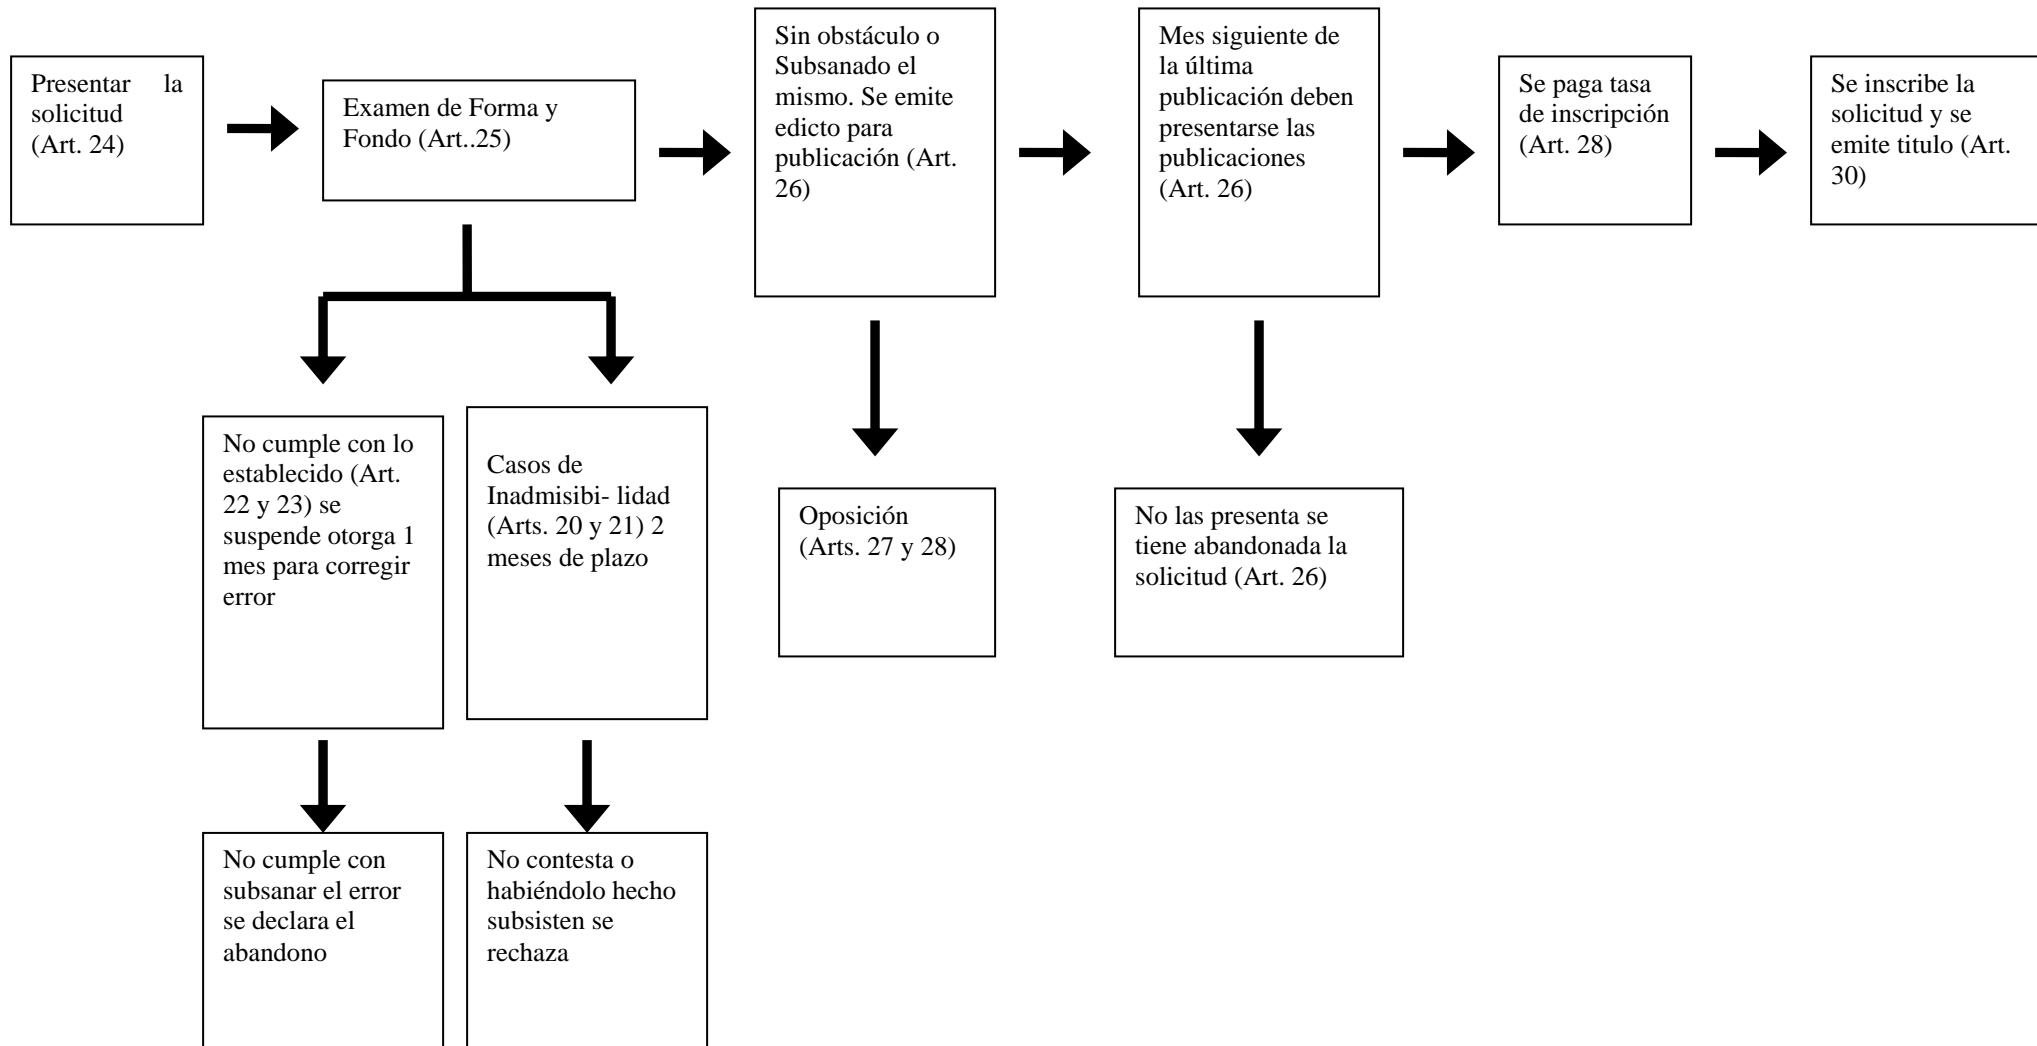 Presentar la
solicitud
(Art. 24)
Examen de Forma y
Fondo (Art..25)
Sin obstáculo o
Subsanado el
mismo. Se emite
edicto para
publicación (Art.
26)
Mes siguiente de
la última
publicación deben
presentarse las
publicaciones
(Art. 26)
Se paga tasa
de inscripción
(Art. 28)
Se inscribe la
solicitud y se
emite titulo (Art.
30)
No cumple con lo
establecido (Art.
22 y 23) se
suspende otorga 1
mes para corregir
error
Casos de
Inadmisibi- lidad
(Arts. 20 y 21) 2
meses de plazo
Oposición
(Arts. 27 y 28)
No las presenta se
tiene abandonada la
solicitud (Art. 26)
No cumple con
subsanar el error
se declara el
abandono
No contesta o
habiéndolo hecho
subsisten se
rechaza